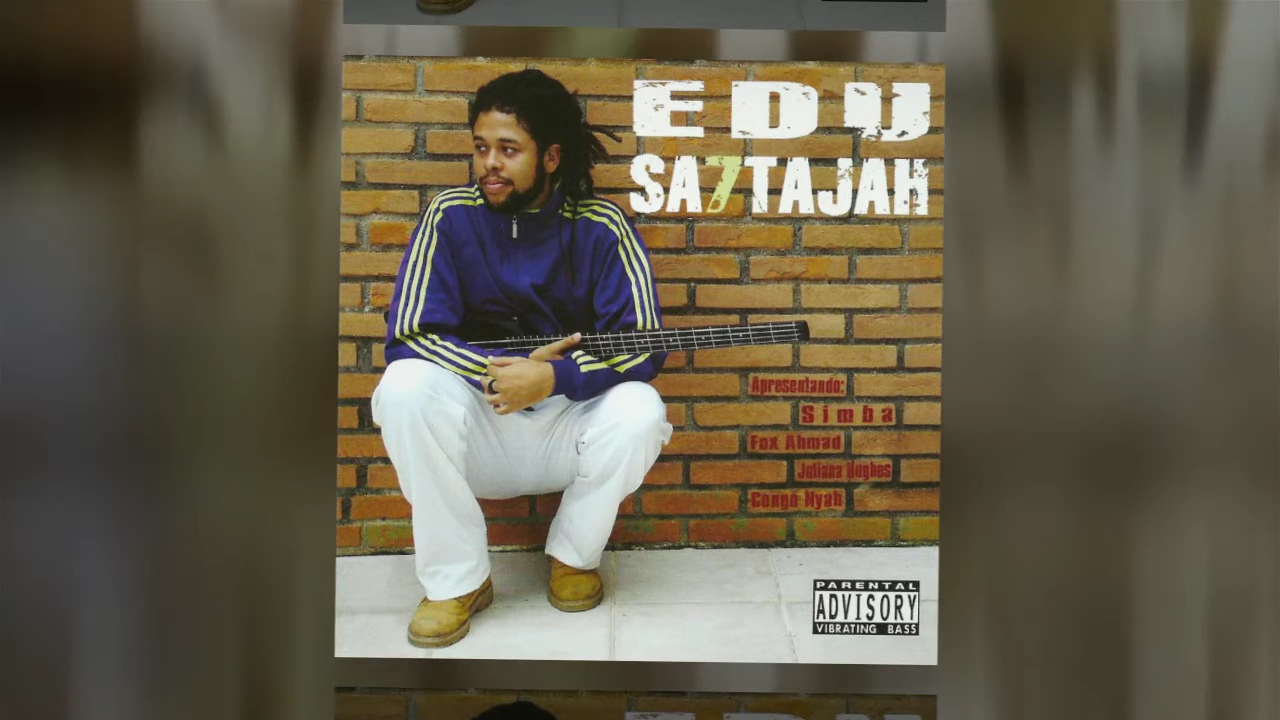 EDU
SA7TAJAH
Apresentando:
Simba
Fox Ahmad
Juliana Hughes
Congo Nyah
PARENTAL
ADVISORY
VIBRATING BASS